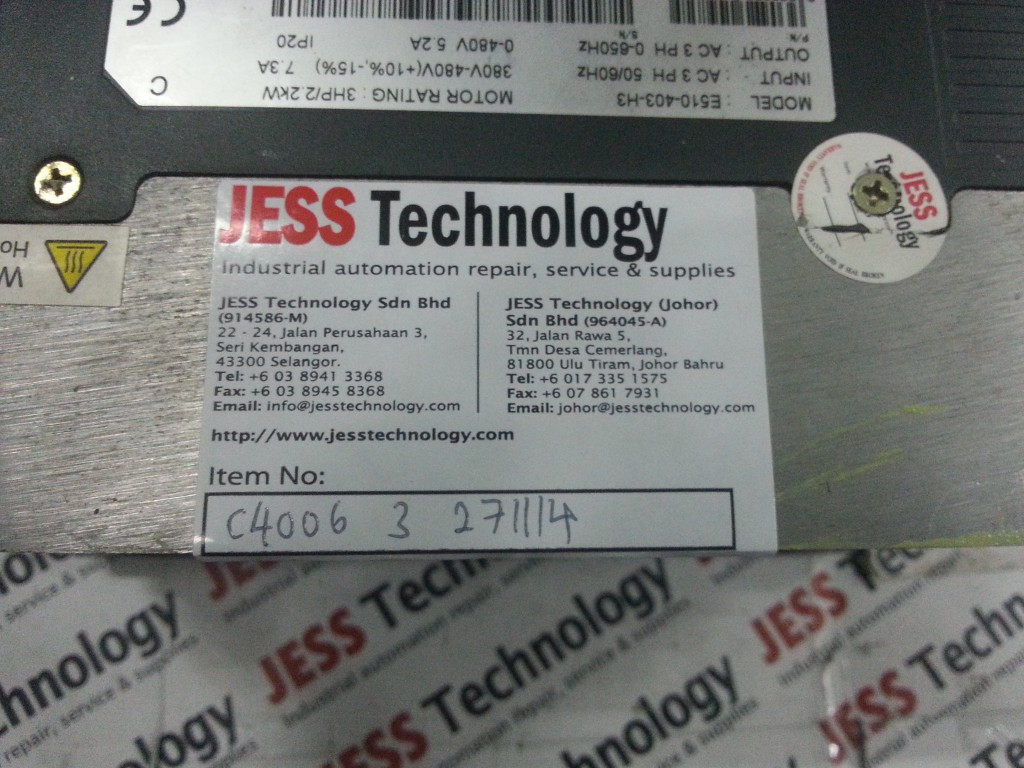 MODEL : E510-403-H3 MOTOR RATING : 3HP/2.2kW
INPUT : AC 3 PH 50/60Hz 380V-480V(+10%,-15%) 7.3A
OUTPUT : AC 3 PH 0-650Hz 0-480V 5.2A IP20
P/N
S/N
C
CE
JESS Technology
Industrial automation repair, service & supplies
JESS Technology Sdn Bhd
(914586-M)
22 - 24, Jalan Perusahaan 3,
Seri Kembangan,
43300 Selangor.
Tel: +6 03 8941 3368
Fax: +6 03 8945 8368
Email: info@jesstechnology.com
JESS Technology (Johor)
Sdn Bhd (964045-A)
32, Jalan Rawa 5,
Tmn Desa Cemerlang,
81800 Ulu Tiram, Johor Bahru
Tel: +6 017 335 1575
Fax: +6 07 861 7931
Email: johor@jesstechnology.com
http://www.jesstechnology.com
Item No:
C4006 3 271114
JESS
Technology
JESS Technology
Industrial automation repair, service & supplies
JESS Technology